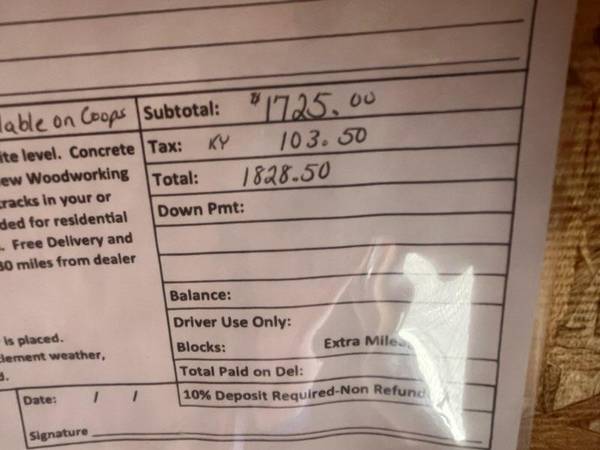 lable on Coops Subtotal: $1725.00
ite level. Concrete Tax: KY 103.50
ew Woodworking Total: 1828.50
tracks in your or Down Pmt:
ded for residential
. Free Delivery and
30 miles from dealer
Balance:
Driver Use Only:
is placed. Blocks: Extra Mile
lement weather, Total Paid on Del:
Date: / / 10% Deposit Required-Non Refund
Signature